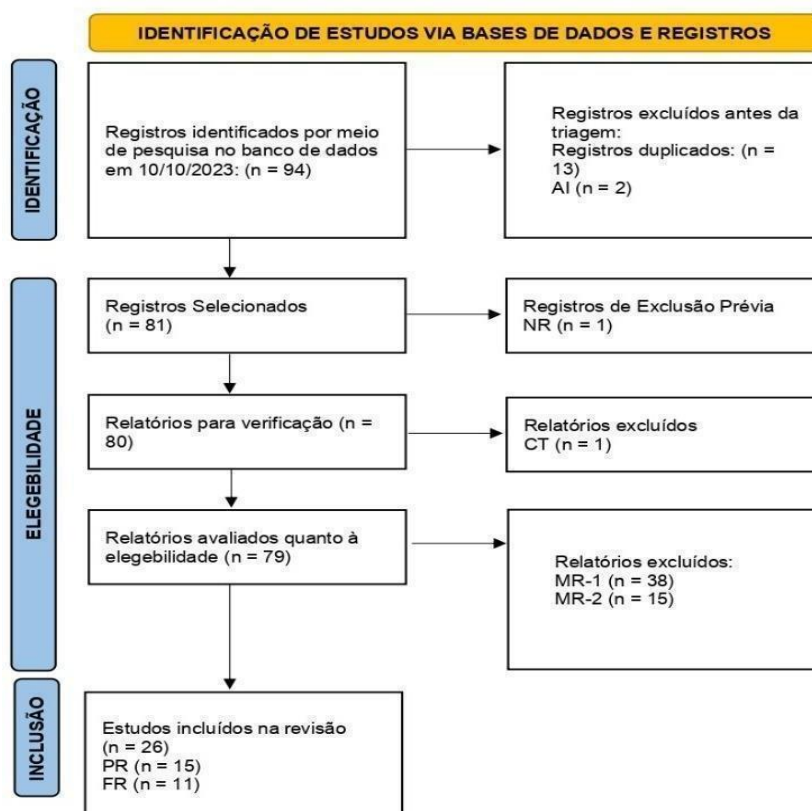 IDENTIFICAÇÃO DE ESTUDOS VIA BASES DE DADOS E REGISTROS
IDENTIFICAÇÃO
Registros identificados por meio
de pesquisa no banco de dados
em 10/10/2023: (n = 94)
Registros excluídos antes da
triagem:
Registros duplicados: (n =
13)
AI (n = 2)
ELEGEBILIDADE
Registros Selecionados
(n = 81)
Registros de Exclusão Prévia
NR (n = 1)
Relatórios para verificação (n =
80)
Relatórios excluídos
CT (n = 1)
Relatórios avaliados quanto à
elegebilidade (n = 79)
Relatórios excluídos:
MR-1 (n = 38)
MR-2 (n = 15)
INCLUSÃO
Estudos incluídos na revisão
(n = 26)
PR (n = 15)
FR (n = 11)